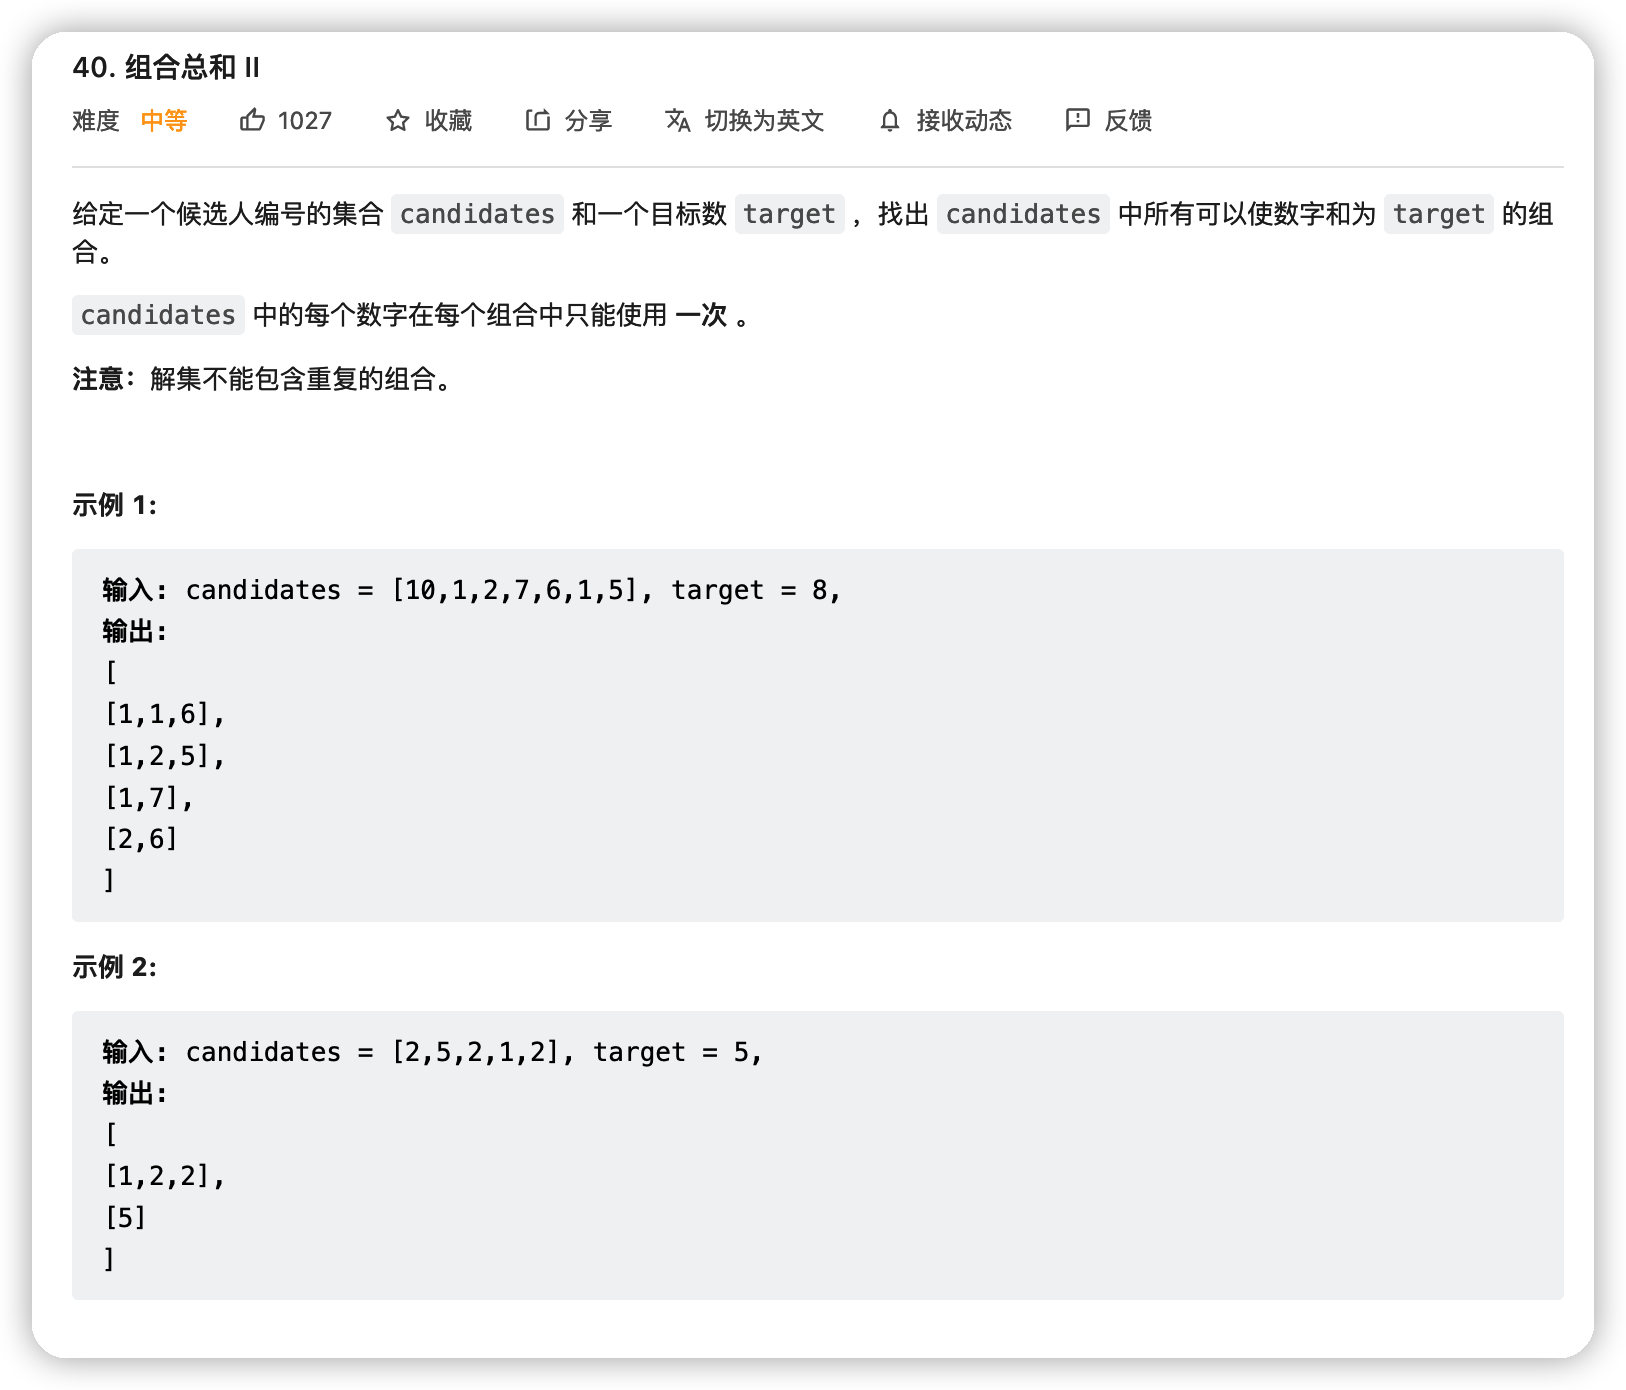 40. 组合总和 II
难度 中等 1027 收藏 分享 切换为英文 接收动态 反馈
给定一个候选人编号的集合 candidates 和一个目标数 target ，找出 candidates 中所有可以使数字和为 target 的组
合。
candidates 中的每个数字在每个组合中只能使用 一次 。
注意：解集不能包含重复的组合。
示例 1:
输入: candidates = [10,1,2,7,6,1,5], target = 8,
输出:
[
[1,1,6],
[1,2,5],
[1,7],
[2,6]
]
示例 2:
输入: candidates = [2,5,2,1,2], target = 5,
输出:
[
[1,2,2],
[5]
]